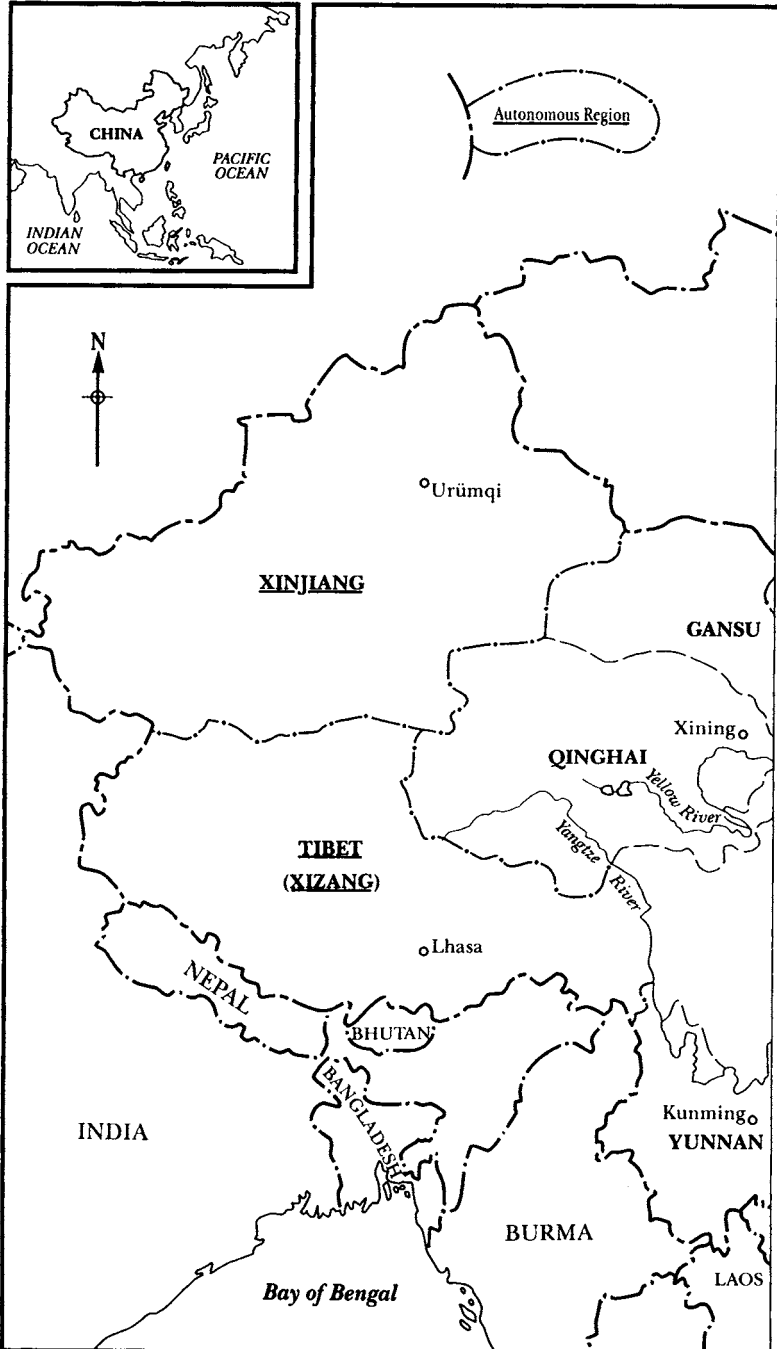 CHINA
PACIFIC
OCEAN
INDIAN
OCEAN
Autonomous Region
N
Urümqi
XINJIANG
GANSU
Xining
QINGHAI
Yellow River
Yangtze
River
TIBET
(XIZANG)
Lhasa
NEPAL
BHUTAN
BANGLADESH
INDIA
Kunming
YUNNAN
BURMA
LAOS
Bay of Bengal